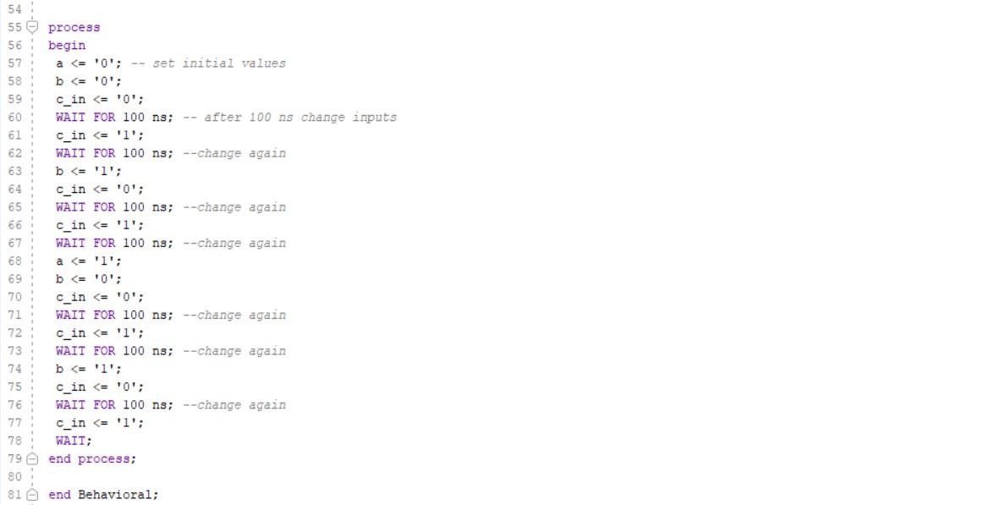 54
55 process
56 begin
57 a <= '0'; -- set initial values
58 b <= '0';
59 c_in <= '0';
60 WAIT FOR 100 ns; -- after 100 ns change inputs
61 c_in <= '1';
62 WAIT FOR 100 ns; --change again
63 b <= '1';
64 c_in <= '0';
65 WAIT FOR 100 ns; --change again
66 c_in <= '1';
67 WAIT FOR 100 ns; --change again
68 a <= '1';
69 b <= '0';
70 c_in <= '0';
71 WAIT FOR 100 ns; --change again
72 c_in <= '1';
73 WAIT FOR 100 ns; --change again
74 b <= '1';
75 c_in <= '0';
76 WAIT FOR 100 ns; --change again
77 c_in <= '1';
78 WAIT;
79 end process;
80
81 end Behavioral;